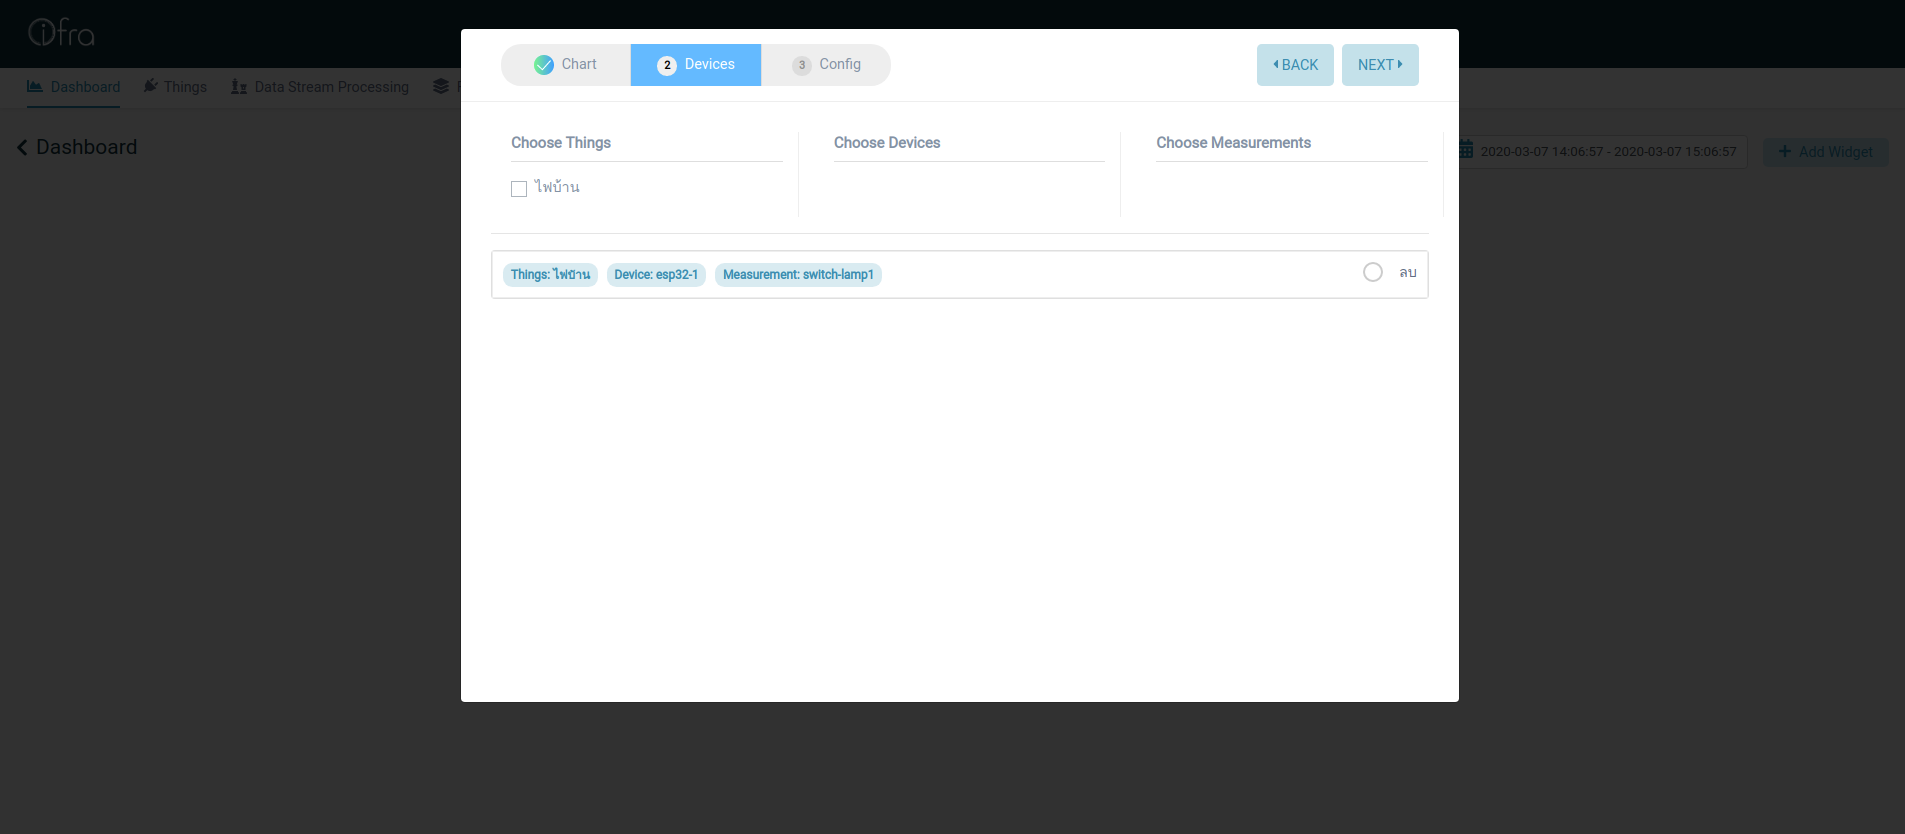 ifra
Chart
2 Devices
3 Config
BACK
NEXT
Dashboard
Things
Data Stream Processing
Dashboard
2020-03-07 14:06:57 - 2020-03-07 15:06:57
Add Widget
Choose Things
Choose Devices
Choose Measurements
ไฟบ้าน
Things: ไฟบ้าน
Device: esp32-1
Measurement: switch-lamp1
ลบ